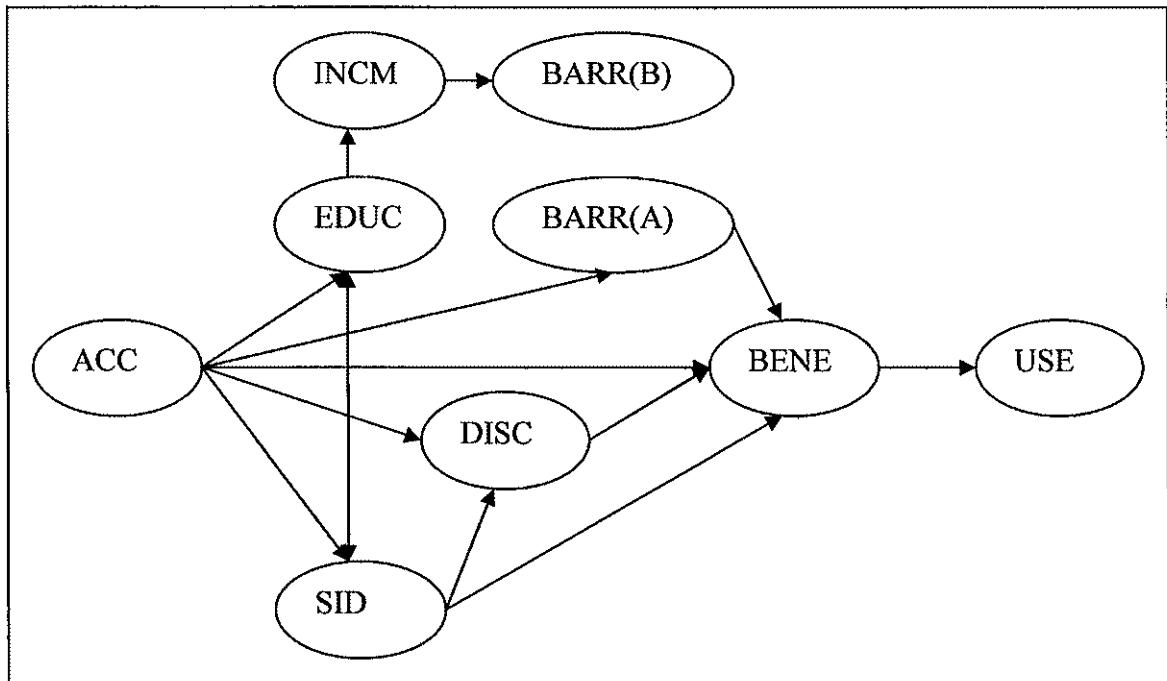 INCM
BARR(B)
EDUC
BARR(A)
ACC
BENE
USE
DISC
SID